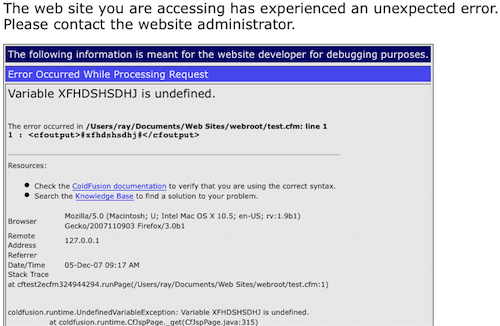 The web site you are accessing has experienced an unexpected error.
Please contact the website administrator.
The following information is meant for the website developer for debugging purposes.
Error Occurred While Processing Request
Variable XFHDSHSDHJ is undefined.
The error occurred in /Users/ray/Documents/Web Sites/webroot/test.cfm: line 1
1 : <cfoutput>#xfhdshsdhj#</cfoutput>
Resources:
Check the ColdFusion documentation to verify that you are using the correct syntax.
Search the Knowledge Base to find a solution to your problem.
Browser Mozilla/5.0 (Macintosh; U; Intel Mac OS X 10.5; en-US; rv:1.9b1)
Gecko/2007110903 Firefox/3.0b1
Remote
Address 127.0.0.1
Referrer
Date/Time 05-Dec-07 09:17 AM
Stack Trace
at cftest2ecfm324944294.runPage(/Users/ray/Documents/Web Sites/webroot/test.cfm:1)
coldfusion.runtime.UndefinedVariableException: Variable XFHDSHSDHJ is undefined.
at coldfusion.runtime.CfJspPage._get(CfJspPage.java:315)